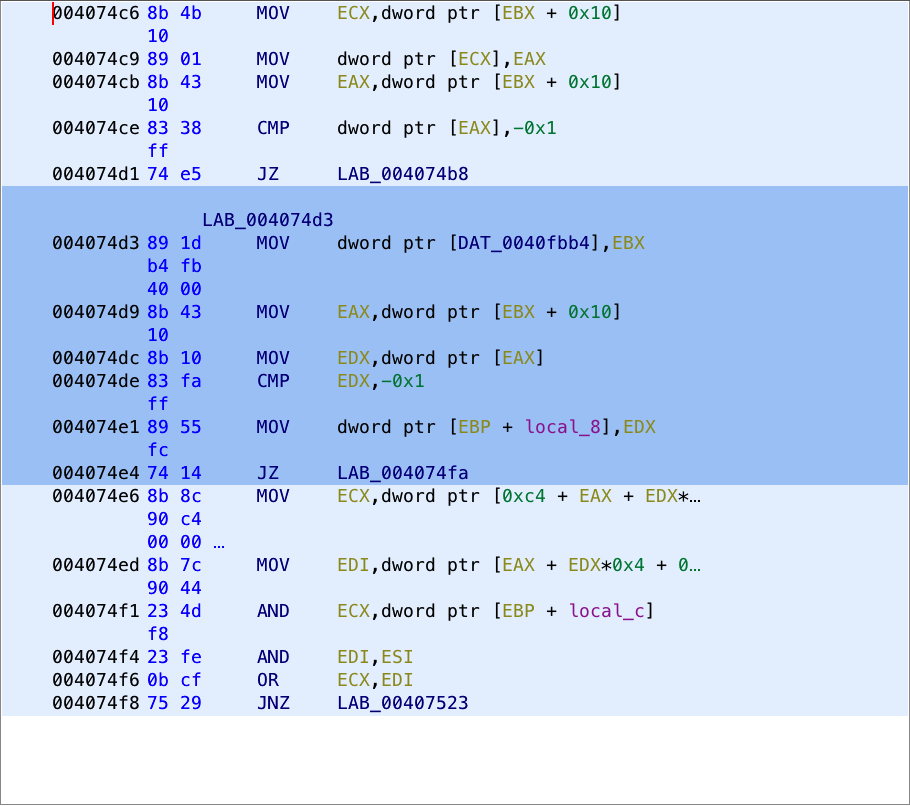 004074c6 8b 4b MOV ECX,dword ptr [EBX + 0x10]
10
004074c9 89 01 MOV dword ptr [ECX],EAX
004074cb 8b 43 MOV EAX,dword ptr [EBX + 0x10]
10
004074ce 83 38 CMP dword ptr [EAX],-0x1
ff
004074d1 74 e5 JZ LAB_004074b8
LAB_004074d3
004074d3 89 1d MOV dword ptr [DAT_0040fbb4],EBX
b4 fb
40 00
004074d9 8b 43 MOV EAX,dword ptr [EBX + 0x10]
10
004074dc 8b 10 MOV EDX,dword ptr [EAX]
004074de 83 fa CMP EDX,-0x1
ff
004074e1 89 55 MOV dword ptr [EBP + local_8],EDX
fc
004074e4 74 14 JZ LAB_004074fa
004074e6 8b 8c MOV ECX,dword ptr [0xc4 + EAX + EDX*…
90 c4
00 00 …
004074ed 8b 7c MOV EDI,dword ptr [EAX + EDX*0x4 + 0…
90 44
004074f1 23 4d AND ECX,dword ptr [EBP + local_c]
f8
004074f4 23 fe AND EDI,ESI
004074f6 0b cf OR ECX,EDI
004074f8 75 29 JNZ LAB_00407523